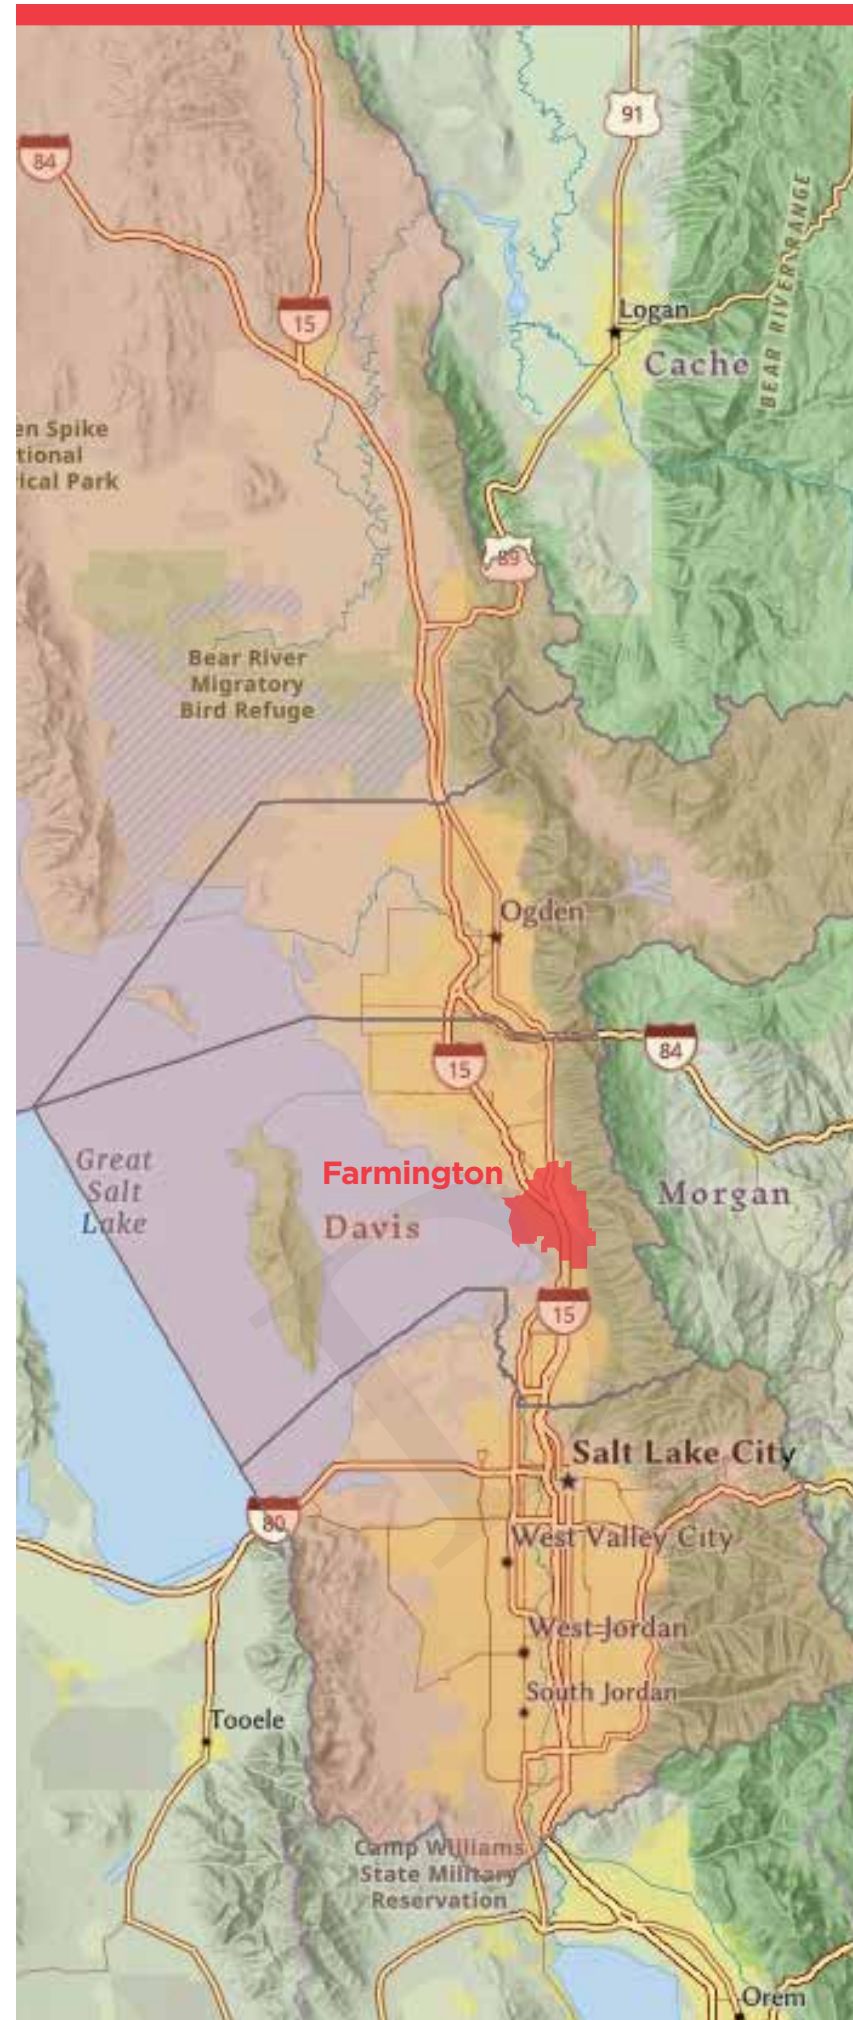 91
84
BEAR RIVER RANGE
Logan
15
Cache
en Spike
tional
rical Park
89
Bear River
Migratory
Bird Refuge
Ogden
84
15
Great
Salt
Lake
Farmington
Davis
Morgan
15
Salt Lake City
80
West Valley City
West Jordan
South Jordan
Tooele
Camp Williams
State Military
Reservation
Orem